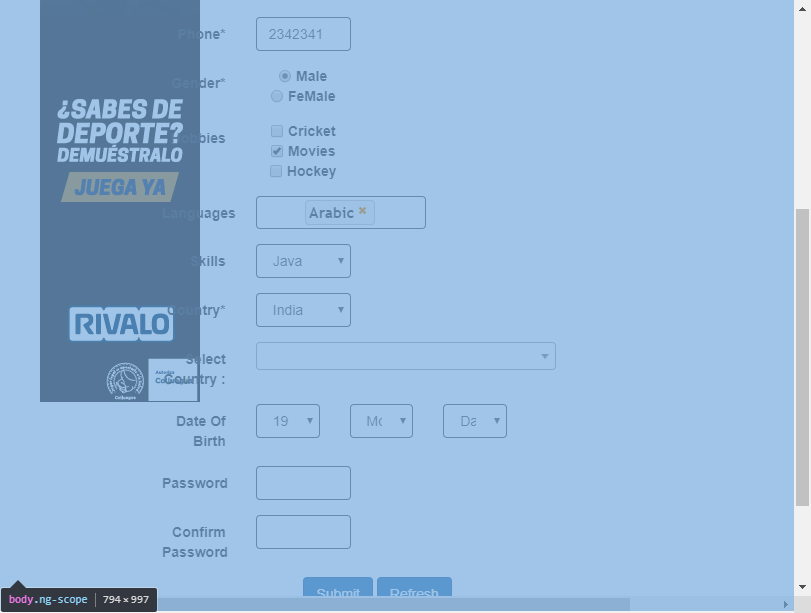 Phone*
2342341
Gender*
Male
FeMale
¿SABES DE
DEPORTE?
DEMUÉSTRALO
JUEGA YA
Hobbies
Cricket
Movies
Hockey
Languages
Arabic ×
Skills
Java
Country*
India
RIVALO
Select
Country :
Coljuegos
Date Of
Birth
19
Mo
Da
Password
Confirm
Password
Submit
Refresh
body.ng-scope
794 × 997